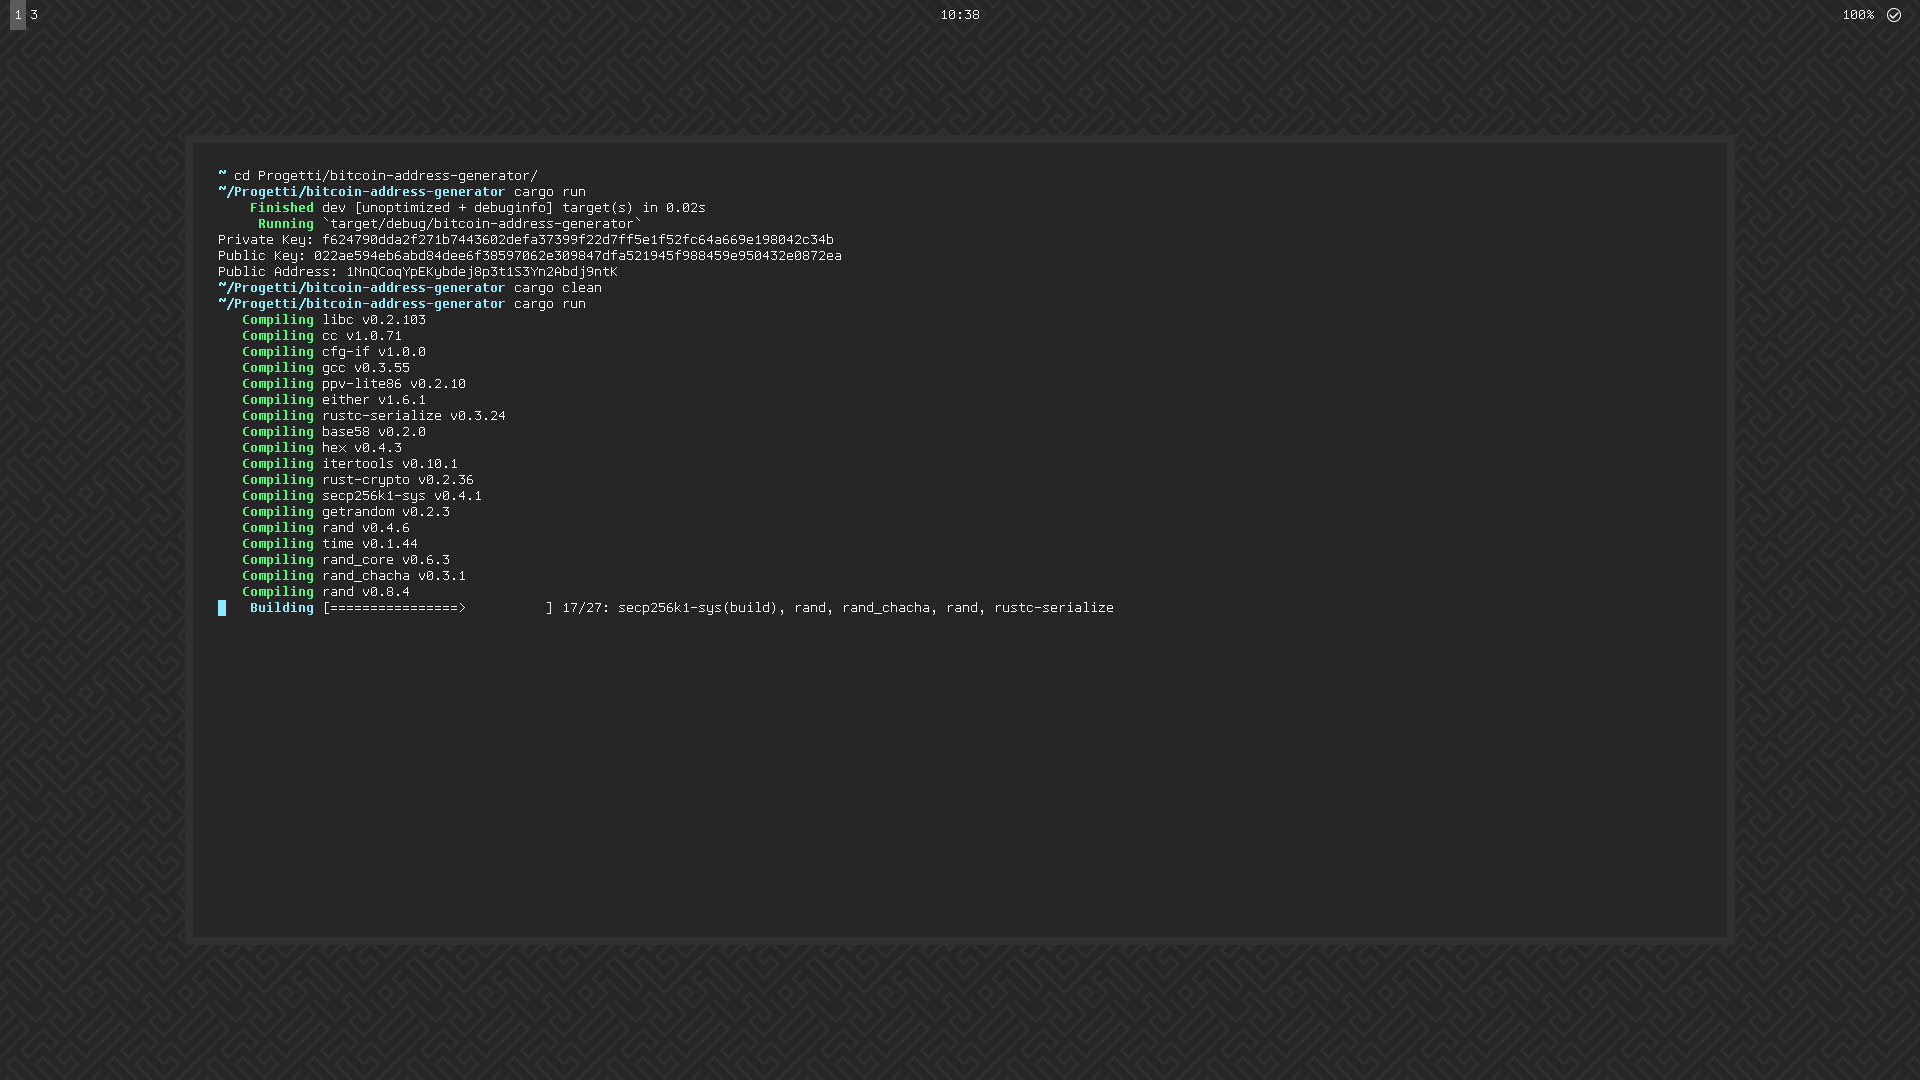 1 3
10:38
100%
~ cd Progetti/bitcoin-address-generator/
~/Progetti/bitcoin-address-generator cargo run
Finished dev [unoptimized + debuginfo] target(s) in 0.02s
Running `target/debug/bitcoin-address-generator`
Private Key: f624790dda2f271b7443602defa37399f22d7ff5e1f52fc64a669e198042c34b
Public Key: 022ae594eb6abd84dee6f38597062e309847dfa521945f988459e950432e0872ea
Public Address: 1NnQCoqYpEKybdej8p3t1S3Yn2Abdj9ntK
~/Progetti/bitcoin-address-generator cargo clean
~/Progetti/bitcoin-address-generator cargo run
Compiling libc v0.2.103
Compiling cc v1.0.71
Compiling cfg-if v1.0.0
Compiling gcc v0.3.55
Compiling ppv-lite86 v0.2.10
Compiling either v1.6.1
Compiling rustc-serialize v0.3.24
Compiling base58 v0.2.0
Compiling hex v0.4.3
Compiling itertools v0.10.1
Compiling rust-crypto v0.2.36
Compiling secp256k1-sys v0.4.1
Compiling getrandom v0.2.3
Compiling rand v0.4.6
Compiling time v0.1.44
Compiling rand_core v0.6.3
Compiling rand_chacha v0.3.1
Compiling rand v0.8.4
Building [================>          ] 17/27: secp256k1-sys(build), rand, rand_chacha, rand, rustc-serialize